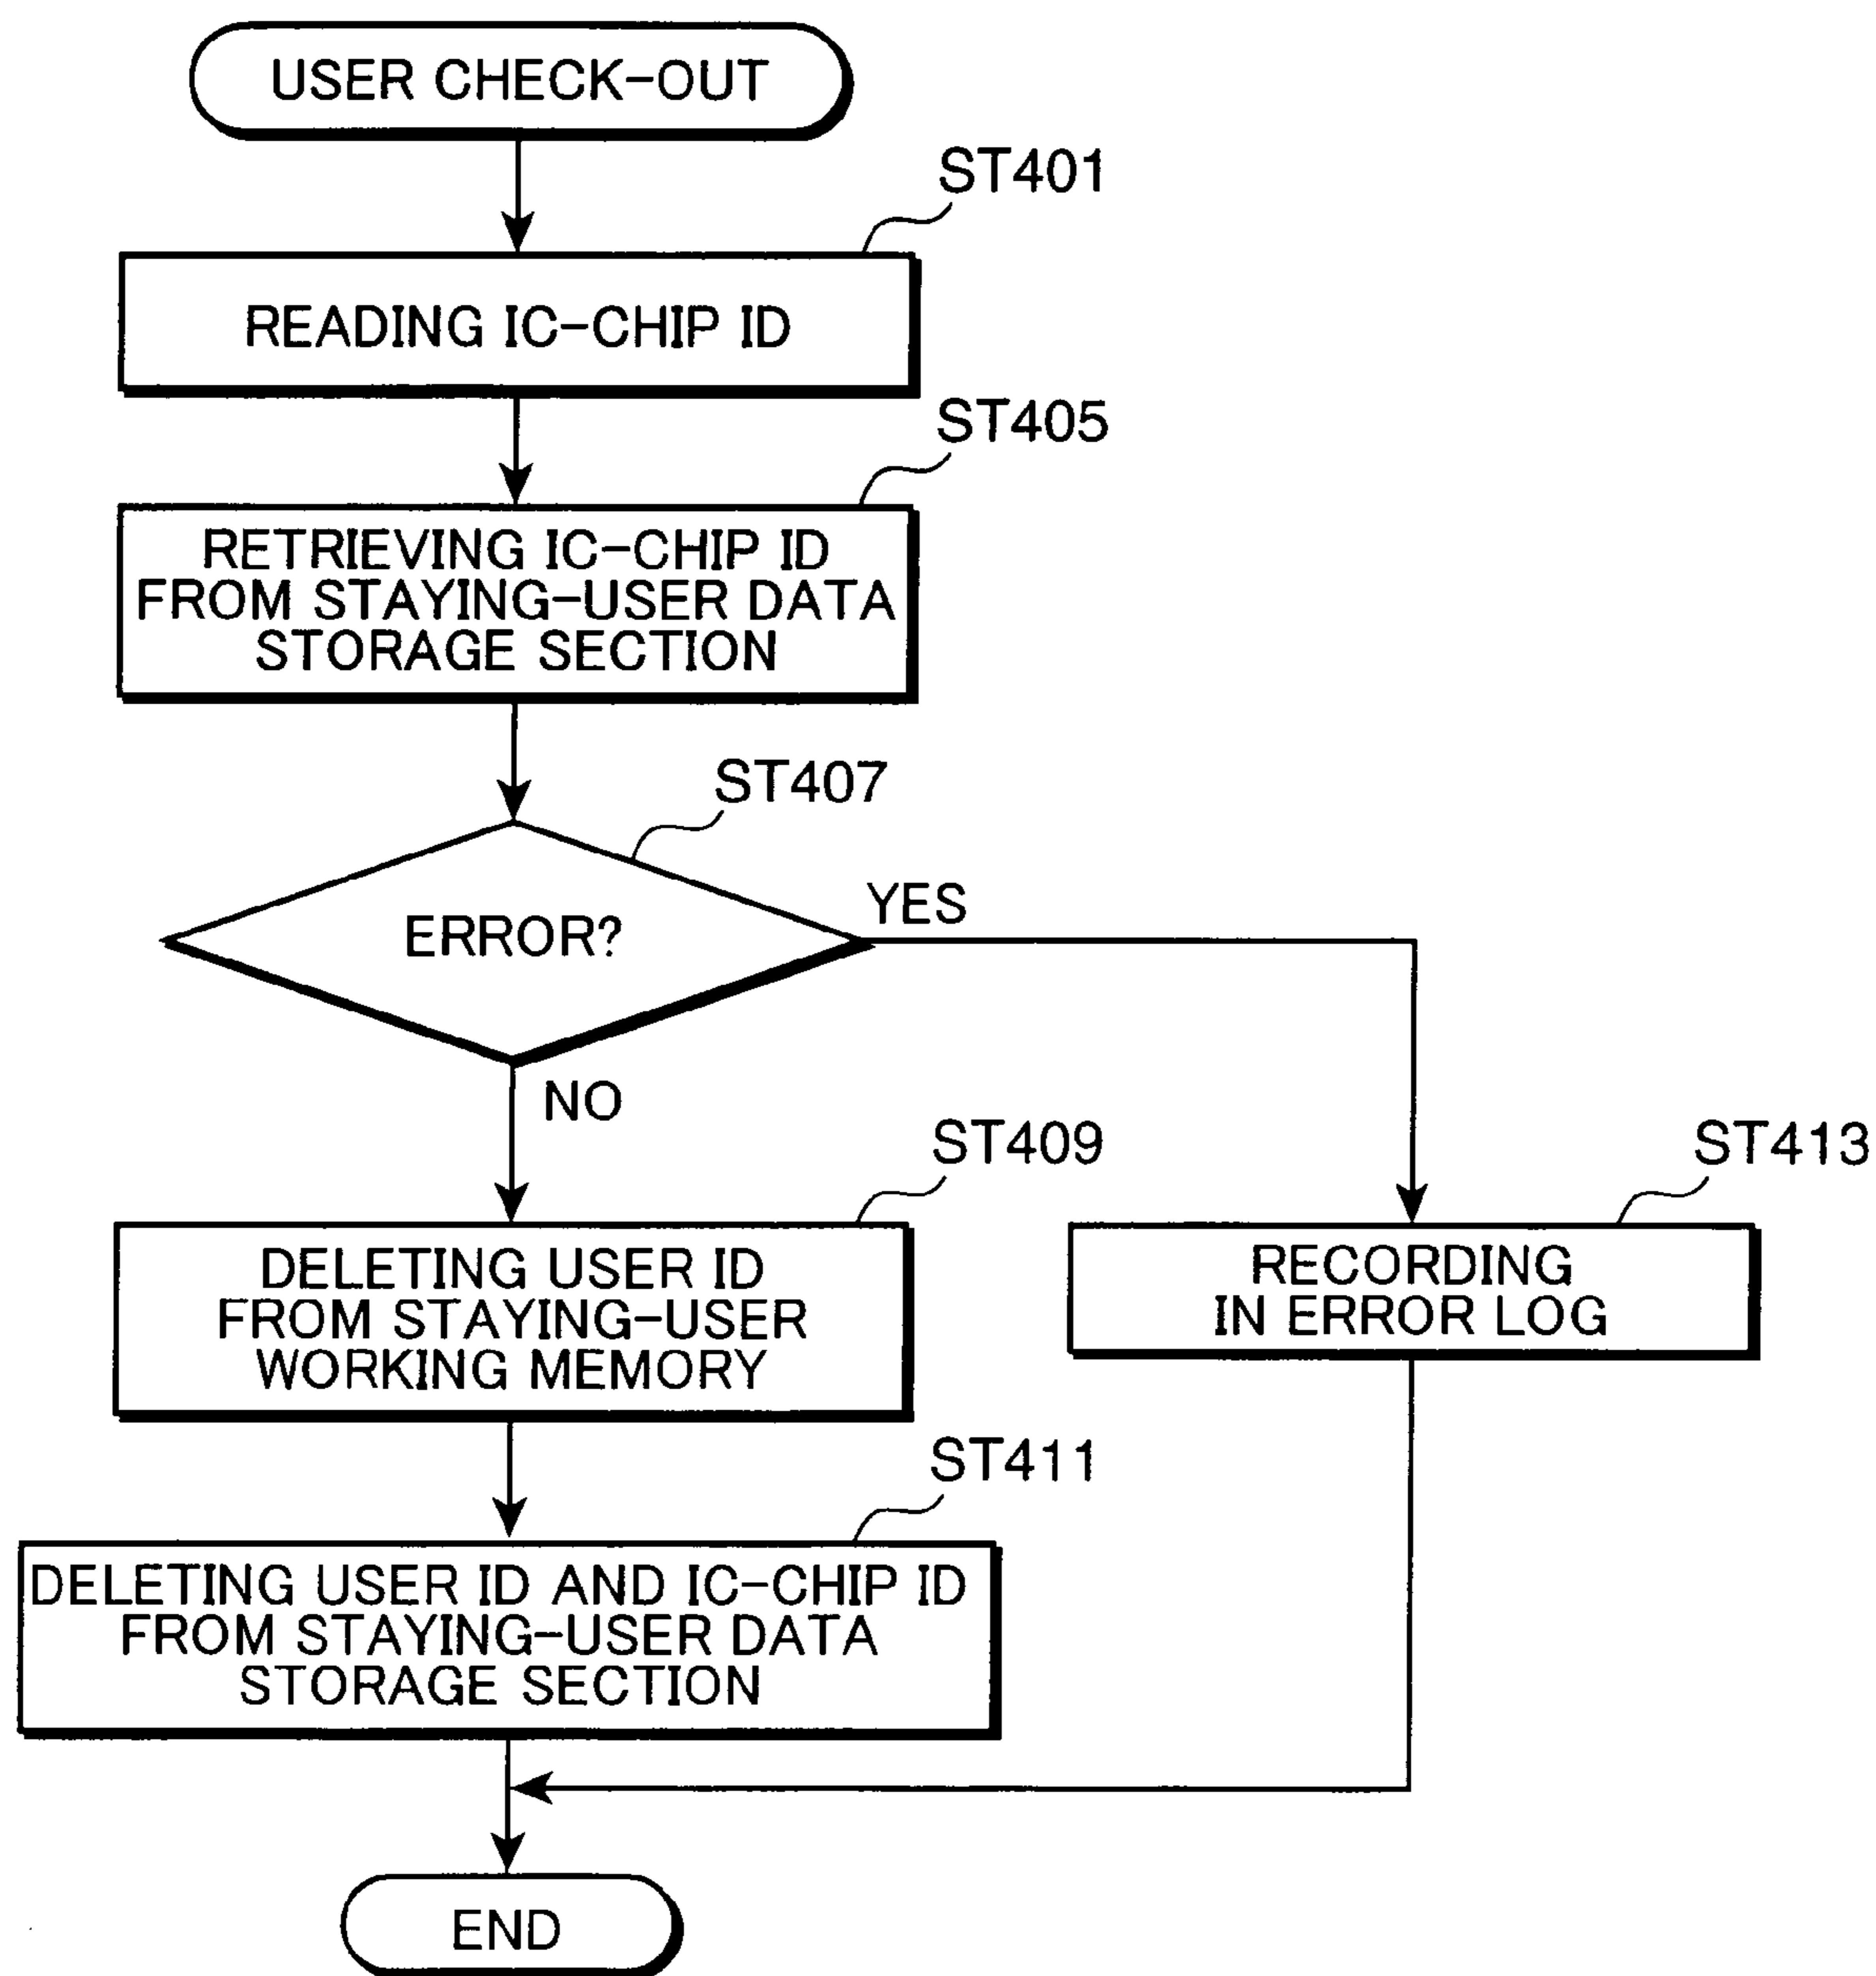 USER CHECK-OUT
ST401
READING IC-CHIP ID
ST405
RETRIEVING IC-CHIP ID
FROM STAYING-USER DATA
STORAGE SECTION
ST407
ERROR?
YES
NO
ST409
DELETING USER ID
FROM STAYING-USER
WORKING MEMORY
ST413
RECORDING
IN ERROR LOG
ST411
DELETING USER ID AND IC-CHIP ID
FROM STAYING-USER DATA
STORAGE SECTION
END